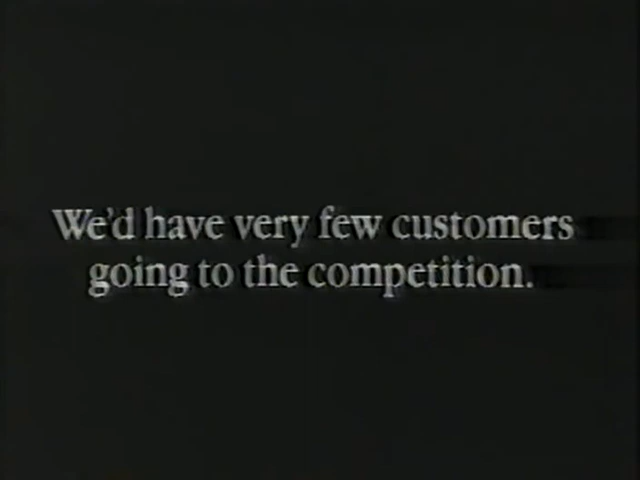 We'd have very few customers
going to the competition.